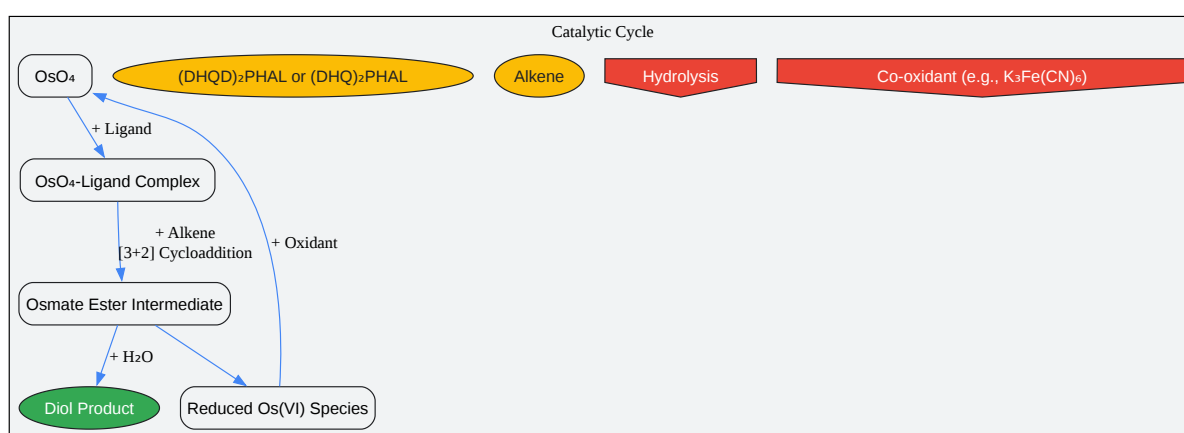 Catalytic Cycle
OsO₄
(DHQD)₂PHAL or (DHQ)₂PHAL
Alkene
Hydrolysis
Co-oxidant (e.g., K₃Fe(CN)₆)
+ Ligand
OsO₄-Ligand Complex
+ Alkene
[3+2] Cycloaddition
+ Oxidant
Osmate Ester Intermediate
+ H₂O
Diol Product
Reduced Os(VI) Species